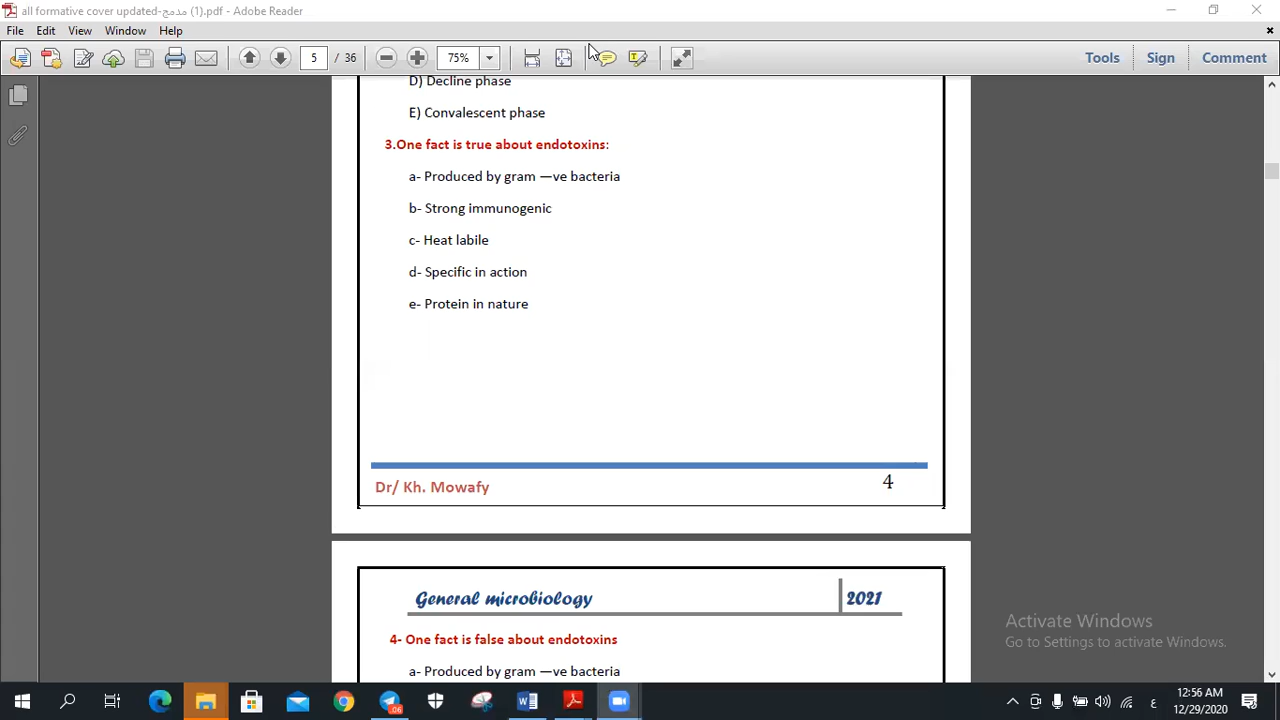 all formative cover updated-مدمج (1).pdf - Adobe Reader
File Edit View Window Help
5 / 36 75% Tools Sign Comment
D) Decline phase
E) Convalescent phase
3.One fact is true about endotoxins:
a- Produced by gram —ve bacteria
b- Strong immunogenic
c- Heat labile
d- Specific in action
e- Protein in nature
Dr/ Kh. Mowafy 4
General microbiology 2021
4- One fact is false about endotoxins
a- Produced by gram —ve bacteria
Activate Windows
Go to Settings to activate Windows.
06
W
ع
12:56 AM
12/29/2020